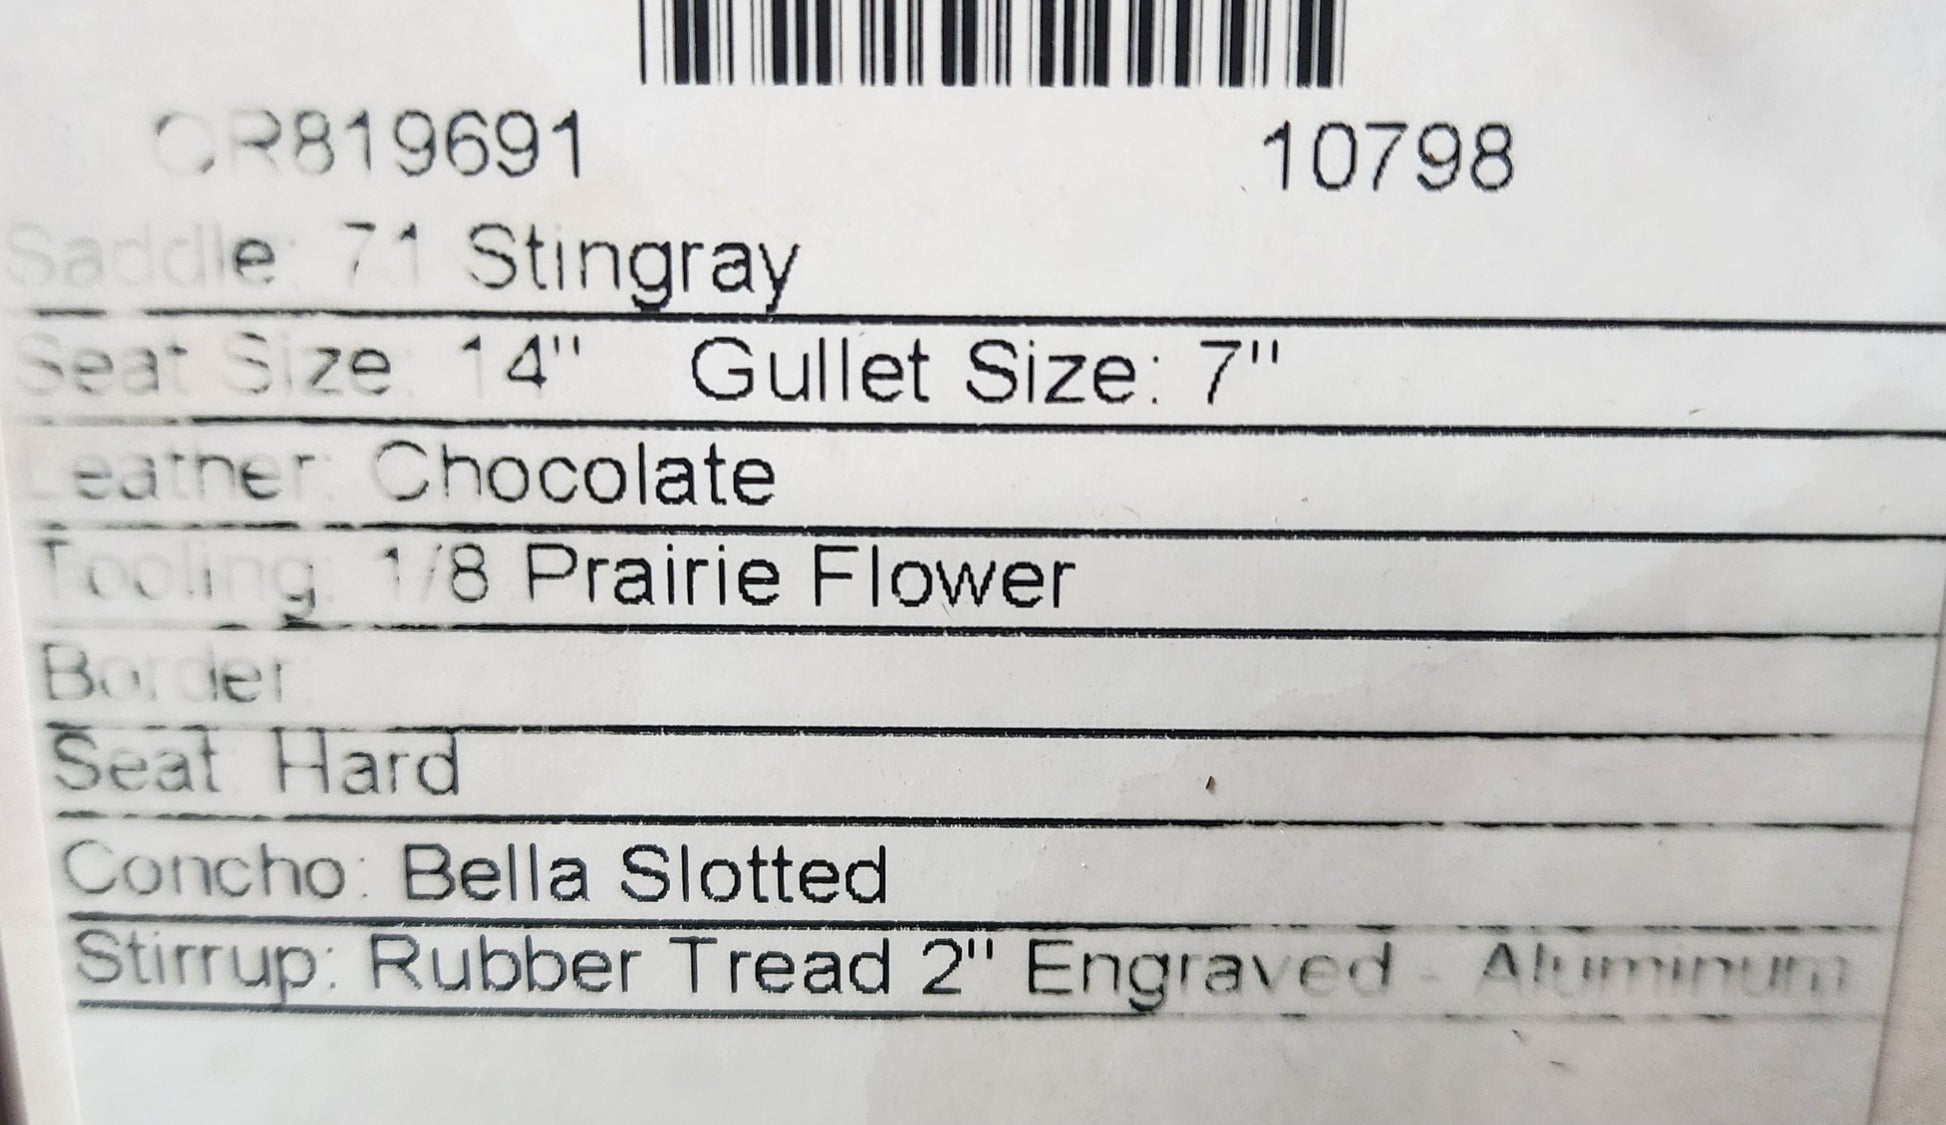 OR819691 10798
Saddle: 71 Stingray
Seat Size: 14" Gullet Size: 7"
Leather: Chocolate
Tooling: 1/8 Prairie Flower
Border:
Seat: Hard
Concho: Bella Slotted
Stirrup: Rubber Tread 2" Engraved - Aluminum